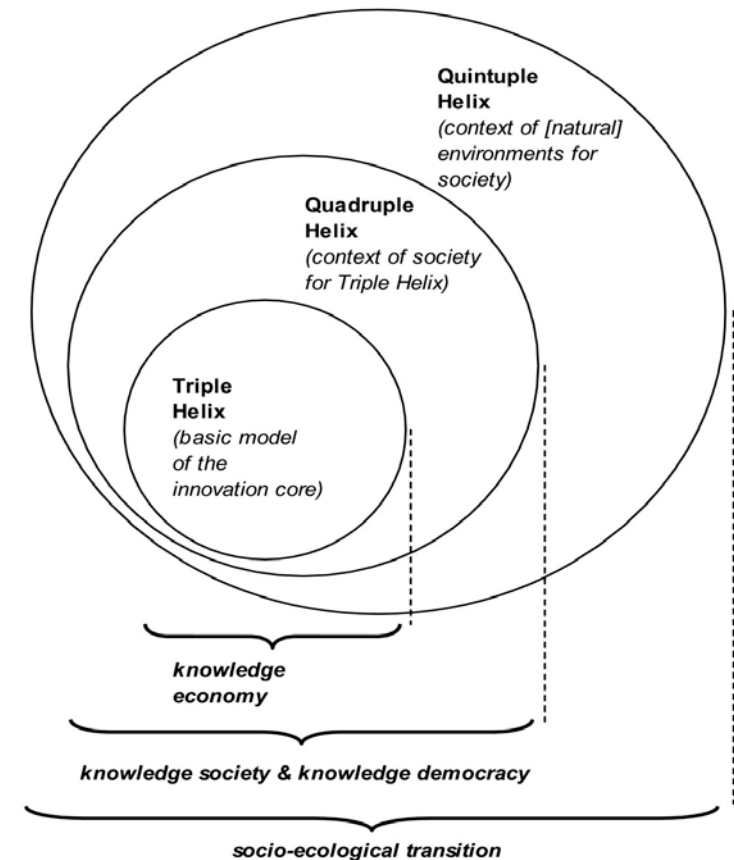 Quintuple
Helix
(context of [natural]
environments for
society)
Quadruple
Helix
(context of society
for Triple Helix)
Triple
Helix
(basic model
of the
innovation core)
knowledge
economy
knowledge society & knowledge democracy
socio-ecological transition